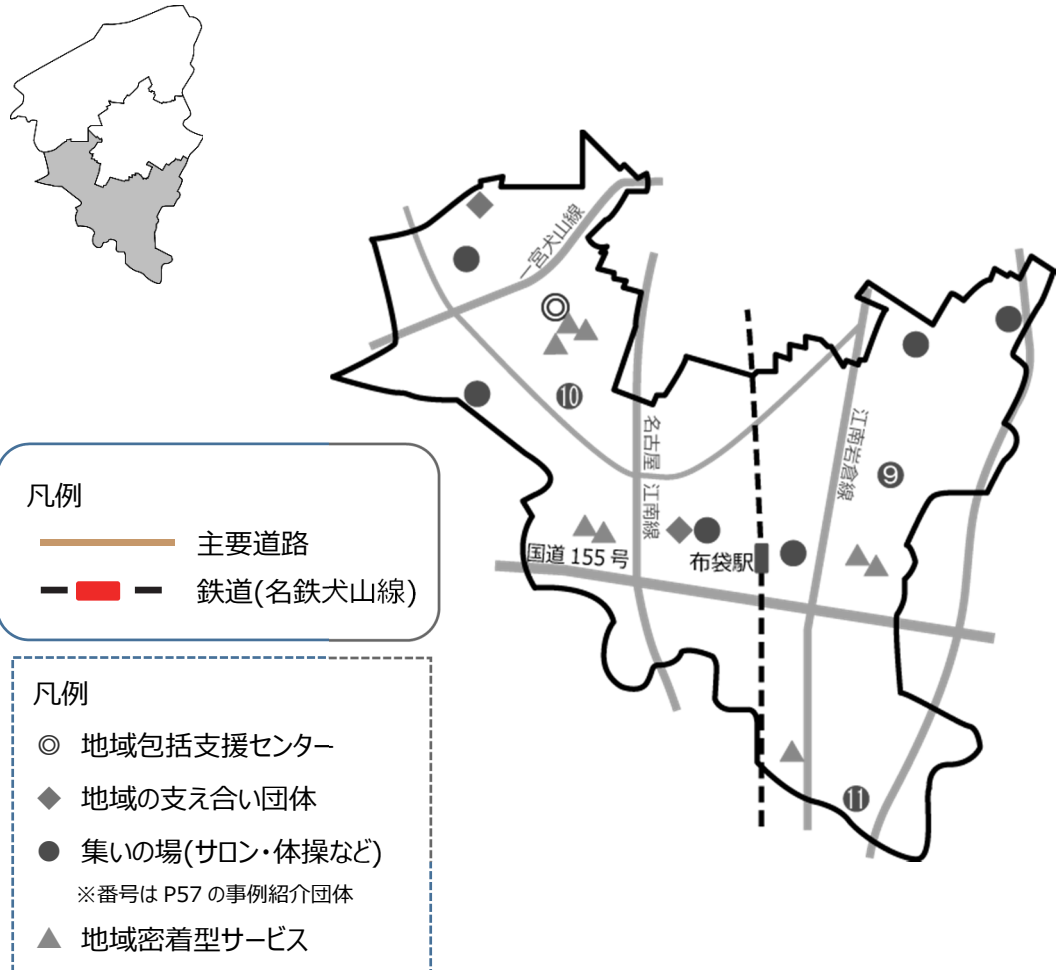 一宮犬山線
⑩
名古屋江南線
江南岩倉線
⑨
国道 155 号
布袋駅
⑪
凡例
主要道路
鉄道(名鉄犬山線)
凡例
◎ 地域包括支援センター
◆ 地域の支え合い団体
● 集いの場(サロン・体操など)
※番号は P57 の事例紹介団体
▲ 地域密着型サービス